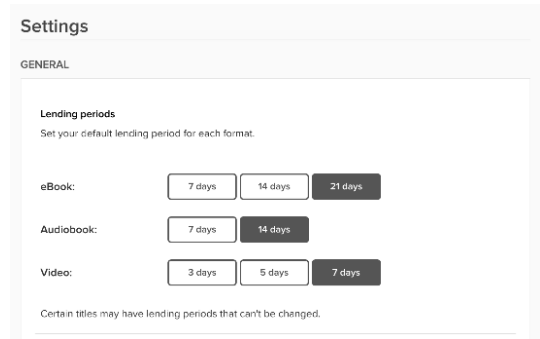 Settings
GENERAL
Lending periods
Set your default lending period for each format.
eBook: 7 days 14 days 21 days
Audiobook: 7 days 14 days
Video: 3 days 5 days 7 days
Certain titles may have lending periods that can't be changed.